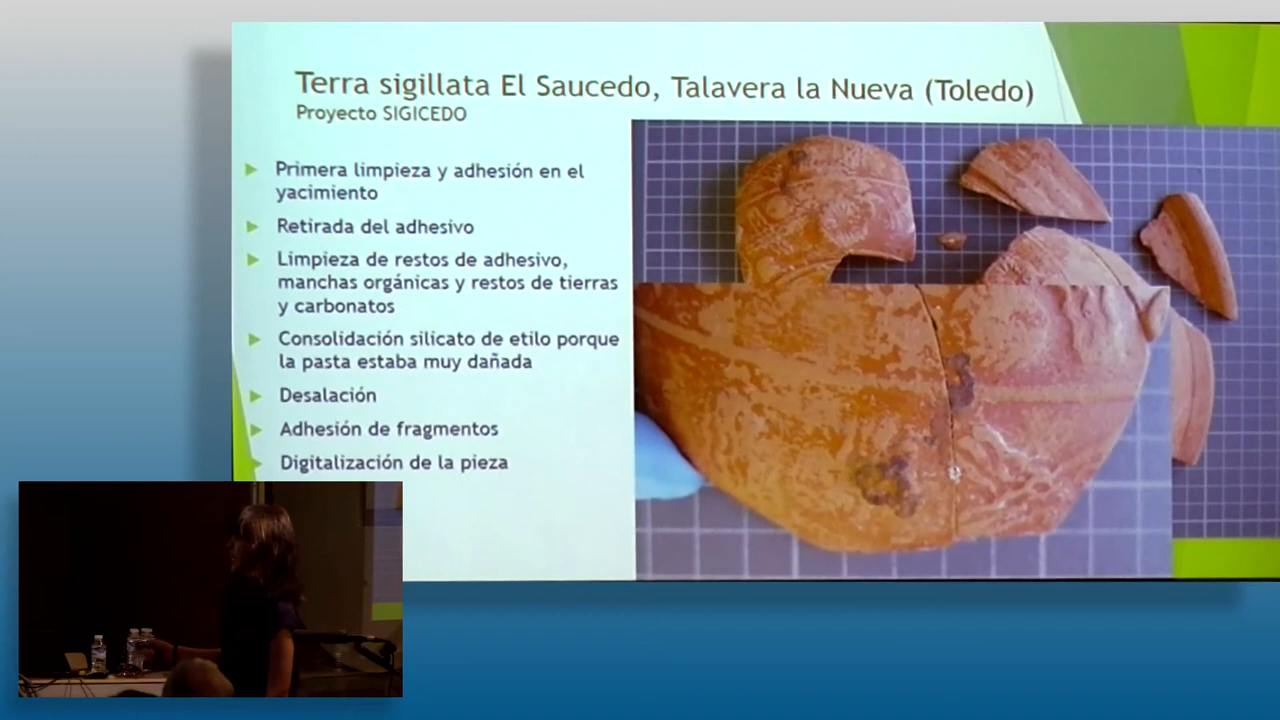 Terra sigillata El Saucedo, Talavera la Nueva (Toledo)
Proyecto SIGICEDO
Primera limpieza y adhesión en el
yacimiento
Retirada del adhesivo
Limpieza de restos de adhesivo,
manchas orgánicas y restos de tierras
y carbonatos
Consolidación silicato de etilo porque
la pasta estaba muy dañada
Desalación
Adhesión de fragmentos
Digitalización de la pieza